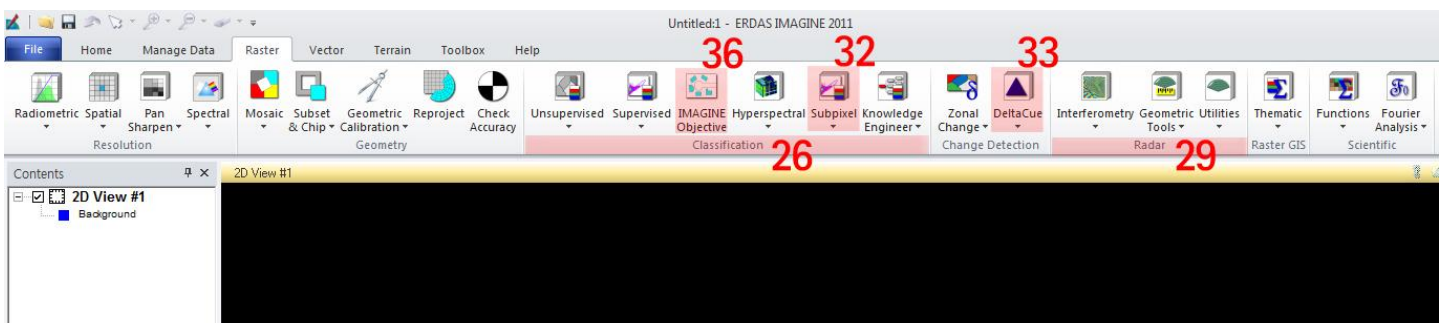 Untitled:1 - ERDAS IMAGINE 2011
File Home Manage Data Raster Vector Terrain Toolbox Help
36 32 33
Radiometric Spatial Pan Sharpen Spectral Mosaic Subset & Chip Geometric Calibration Reproject Check Accuracy Unsupervised Supervised IMAGINE Objective Hyperspectral Subpixel Knowledge Engineer Zonal Change DeltaCue Interferometry Geometric Tools Utilities Thematic Functions Fourier Analysis
Resolution Geometry Classification Change Detection Radar Raster GIS Scientific
26 29
Contents 2D View #1
2D View #1
Background